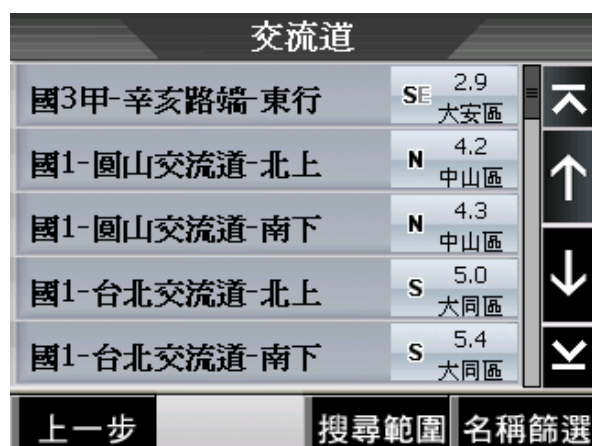 交流道
國3甲-辛亥路端-東行 SE 2.9 大安區
國1-圓山交流道-北上 N 4.2 中山區
國1-圓山交流道-南下 N 4.3 中山區
國1-台北交流道-北上 S 5.0 大同區
國1-台北交流道-南下 S 5.4 大同區
上一步 搜尋範圍 名稱篩選